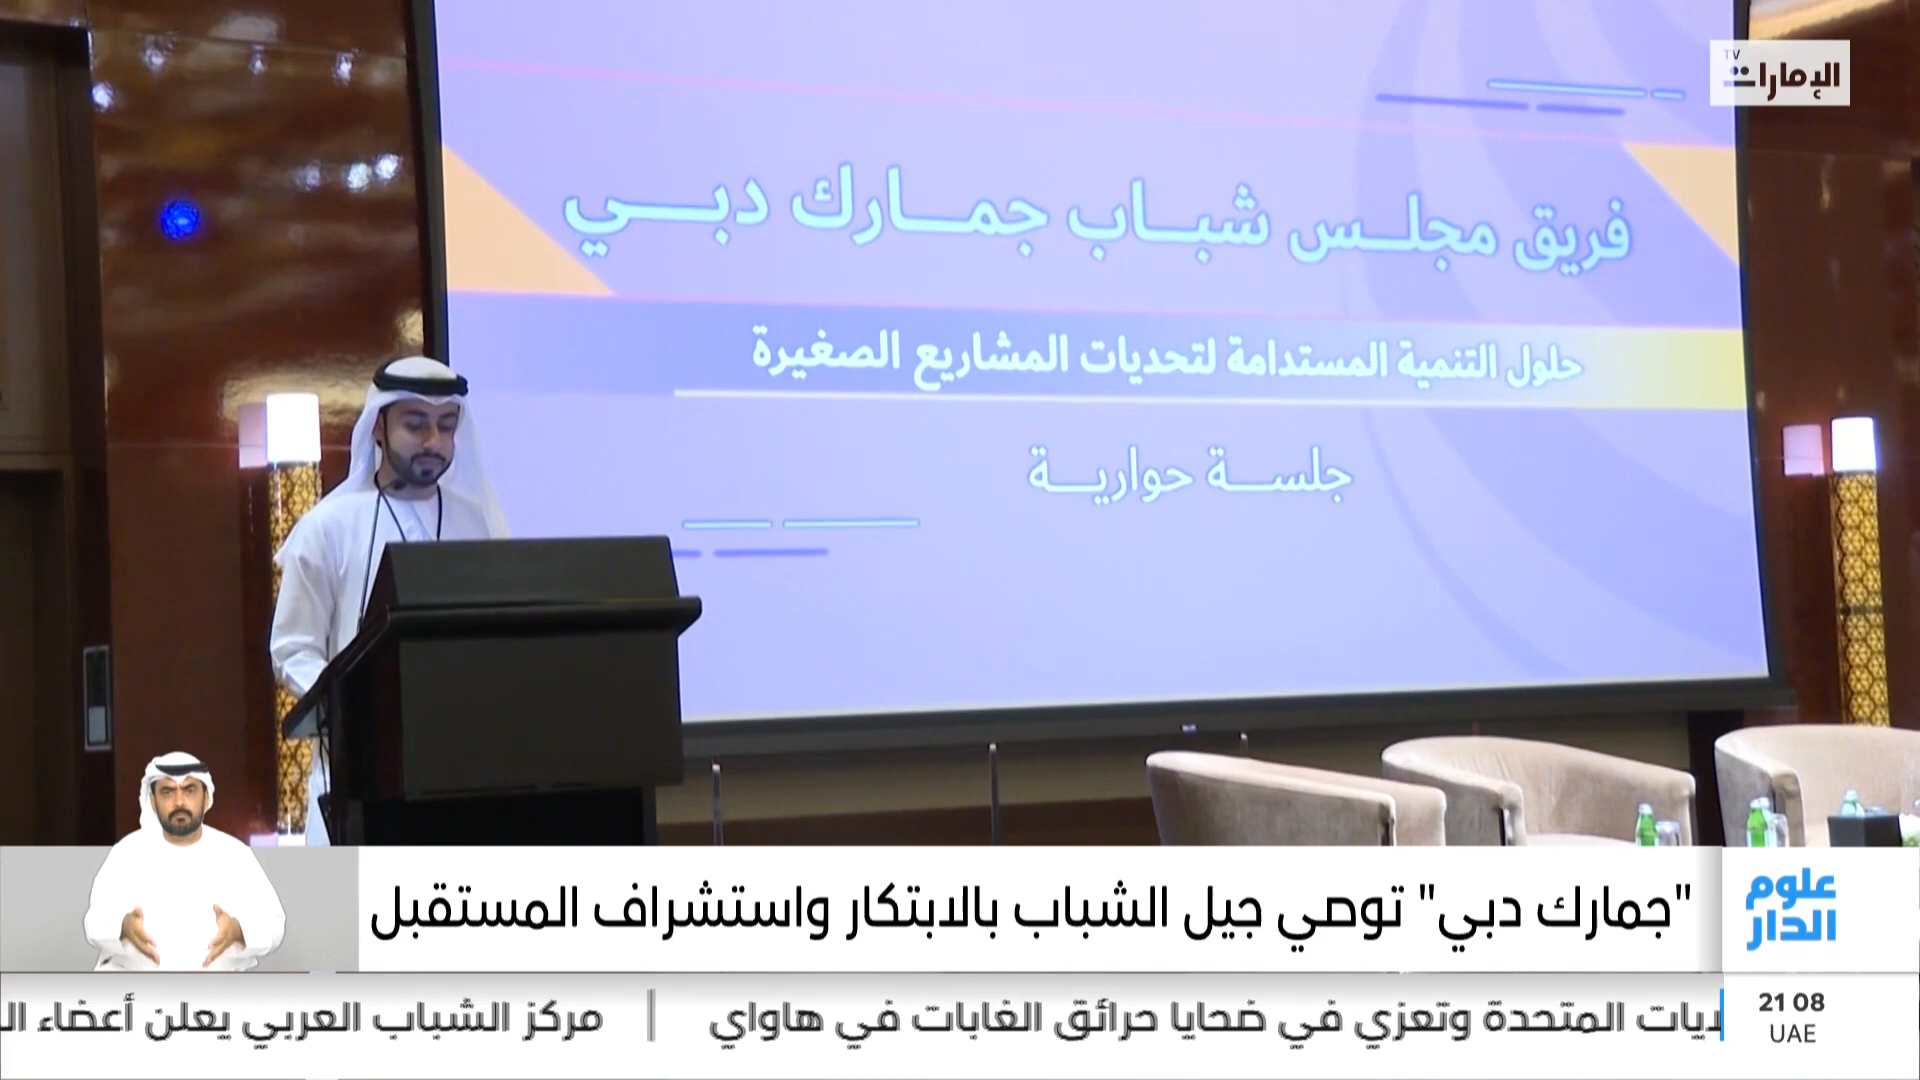 الإمارات
TV
فريق مجلس شباب جمارك دبي
حلول التنمية المستدامة لتحديات المشاريع الصغيرة
جلسة حوارية
"جمارك دبي" توصي جيل الشباب بالابتكار واستشراف المستقبل
علوم
الدار
المتحدة وتعزي في ضحايا حرائق الغابات في هاواي | مركز الشباب العربي يعلن أعضاء
21 08
UAE